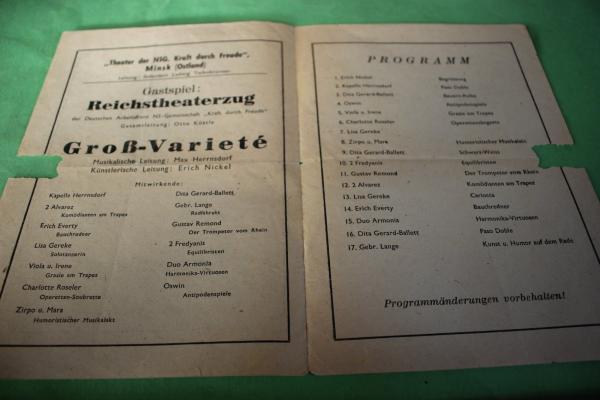 „Theater der NSG. Kraft durch Freude",
Minsk (Ostland)
Leitung:
Gastspiel:
Reichstheaterzug
der Deutschen Arbeitsfront NS-Gemeinschaft „Kraft durch Freude"
Gesamtleitung: Otto
Groß-Varieté
Musikalische Leitung: Max Herrnsdorf
Künstlerische Leitung: Erich Nickel
Mitwirkende:
Kapelle Herrnsdorf
2 Alvarez
Komödianten am Trapez
Erich Everty
Bauchredner
Lisa Gereke
Solotänzerin
Viola u. Irene
Grazie am Trapez
Charlotte Roseler
Operetten-Soubrette
Zirpo u. Mara
Humoristischer Musikalakt
Dita Gerard-Ballett
Gebr. Lange
Radkunst
Gustav Remond
Der Trompeter vom Rhein
2 Fredyanis
Equilibristen
Duo Armonia
Harmonika-Virtuosen
Oswin
Antipodenspiele
PROGRAMM
1. Erich Nickel Begrüßung
2. Kapelle Herrnsdorf Paso Doble
3. Dita Gerard-Ballett Bauern-Polka
4. Oswin Antipodenspiele
5. Viola u. Irene Grazie am Trapez
6. Charlotte Roseler
7. Lisa Gereke
8. Zirpo u. Mara Humoristischer Musikalakt
9. Dita Gerard-Ballett Schwarz-Weiss
10. 2 Fredyanis Equilibristen
11. Gustav Remond Der Trompeter vom Rhein
12. 2 Alvarez Komödianten am Trapez
13. Lisa Gereke Carioca
14. Erich Everty Bauchredner
15. Duo Armonia Harmonika-Virtuosen
16. Dita Gerard-Ballett Paso Doble
17. Gebr. Lange Kunst u. Humor auf dem Rade
Programmänderungen vorbehalten!